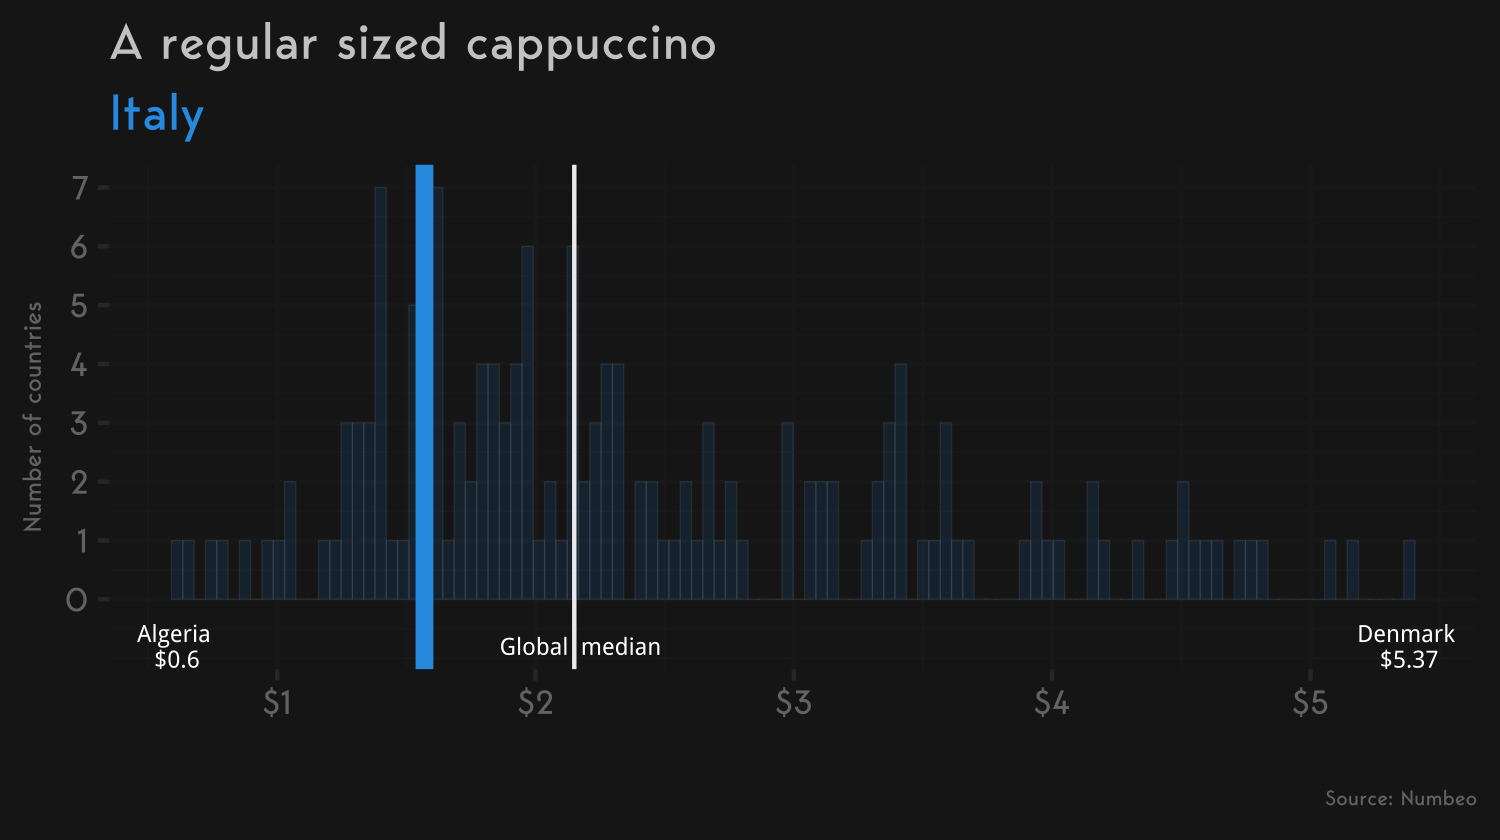 A regular sized cappuccino
Italy
Number of countries
7
6
5
4
3
2
1
0
Algeria
$0.6
Global median
Denmark
$5.37
$1 $2 $3 $4 $5
Source: Numbeo